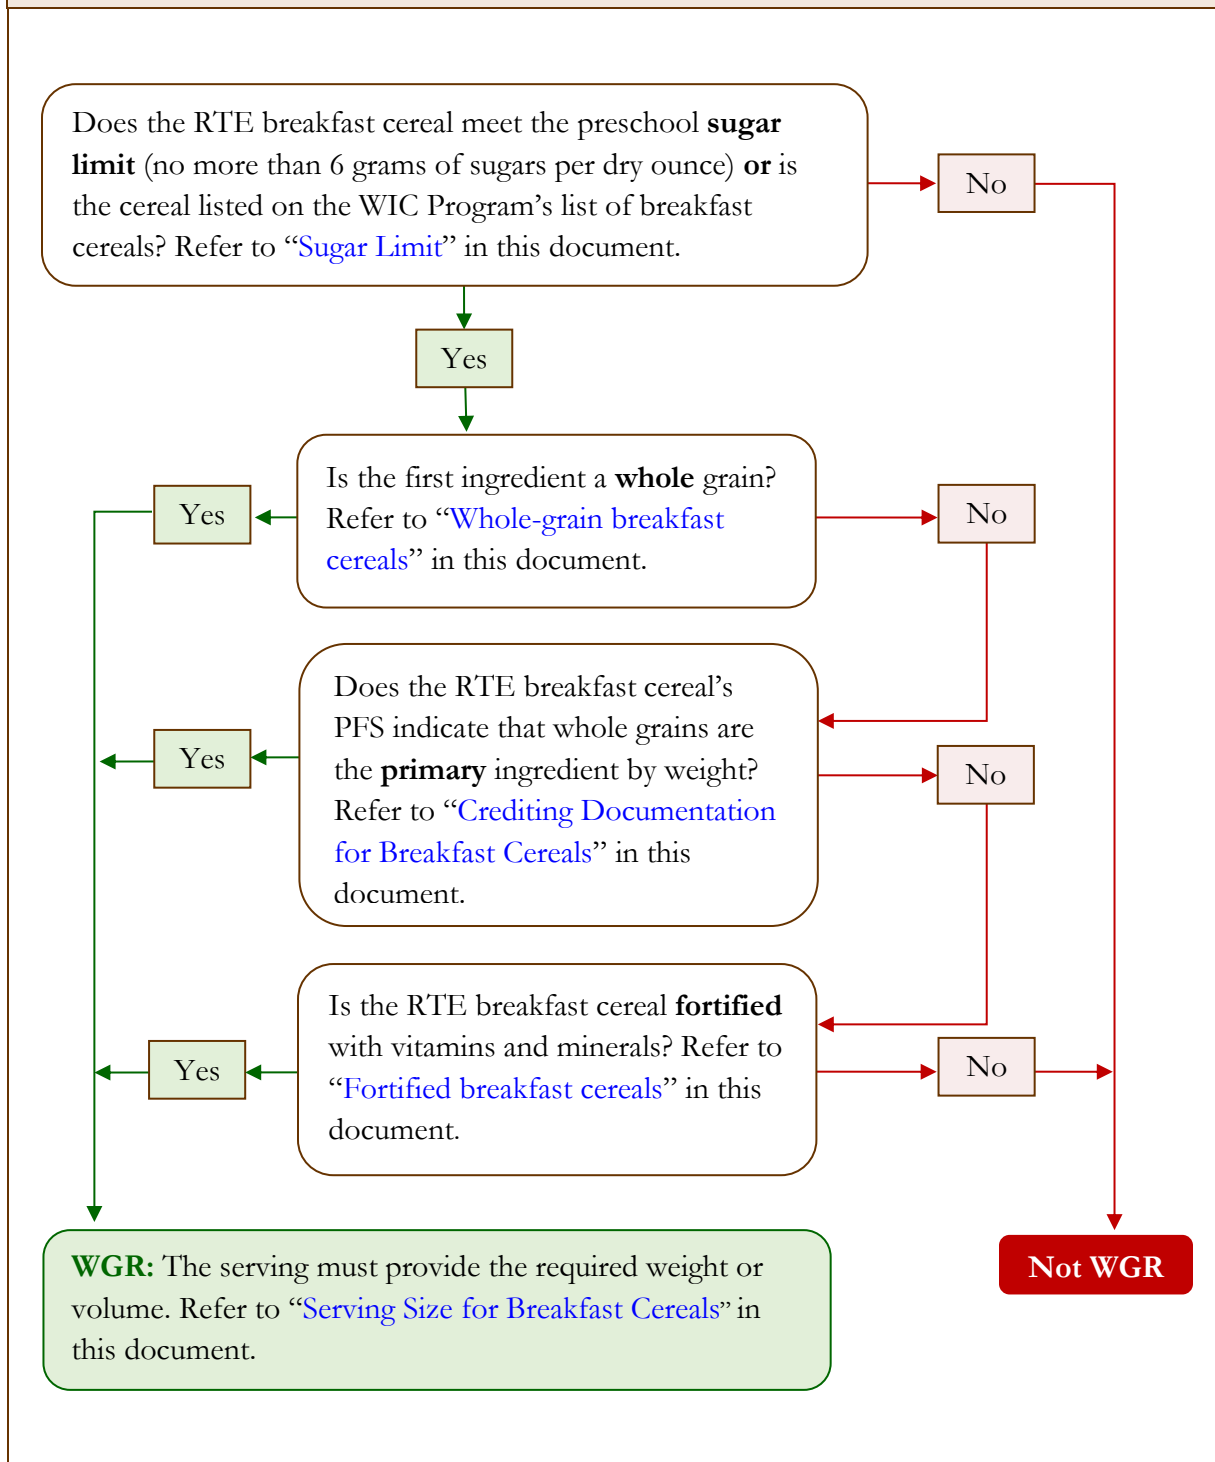 Does the RTE breakfast cereal meet the preschool sugar
limit (no more than 6 grams of sugars per dry ounce) or is
the cereal listed on the WIC Program’s list of breakfast
cereals? Refer to “Sugar Limit” in this document.
No
Yes
Is the first ingredient a whole grain?
Refer to “Whole-grain breakfast
cereals” in this document.
Yes
No
Does the RTE breakfast cereal’s
PFS indicate that whole grains are
the primary ingredient by weight?
Refer to “Crediting Documentation
for Breakfast Cereals” in this
document.
Yes
No
Is the RTE breakfast cereal fortified
with vitamins and minerals? Refer to
“Fortified breakfast cereals” in this
document.
Yes
No
WGR: The serving must provide the required weight or
volume. Refer to “Serving Size for Breakfast Cereals” in
this document.
Not WGR